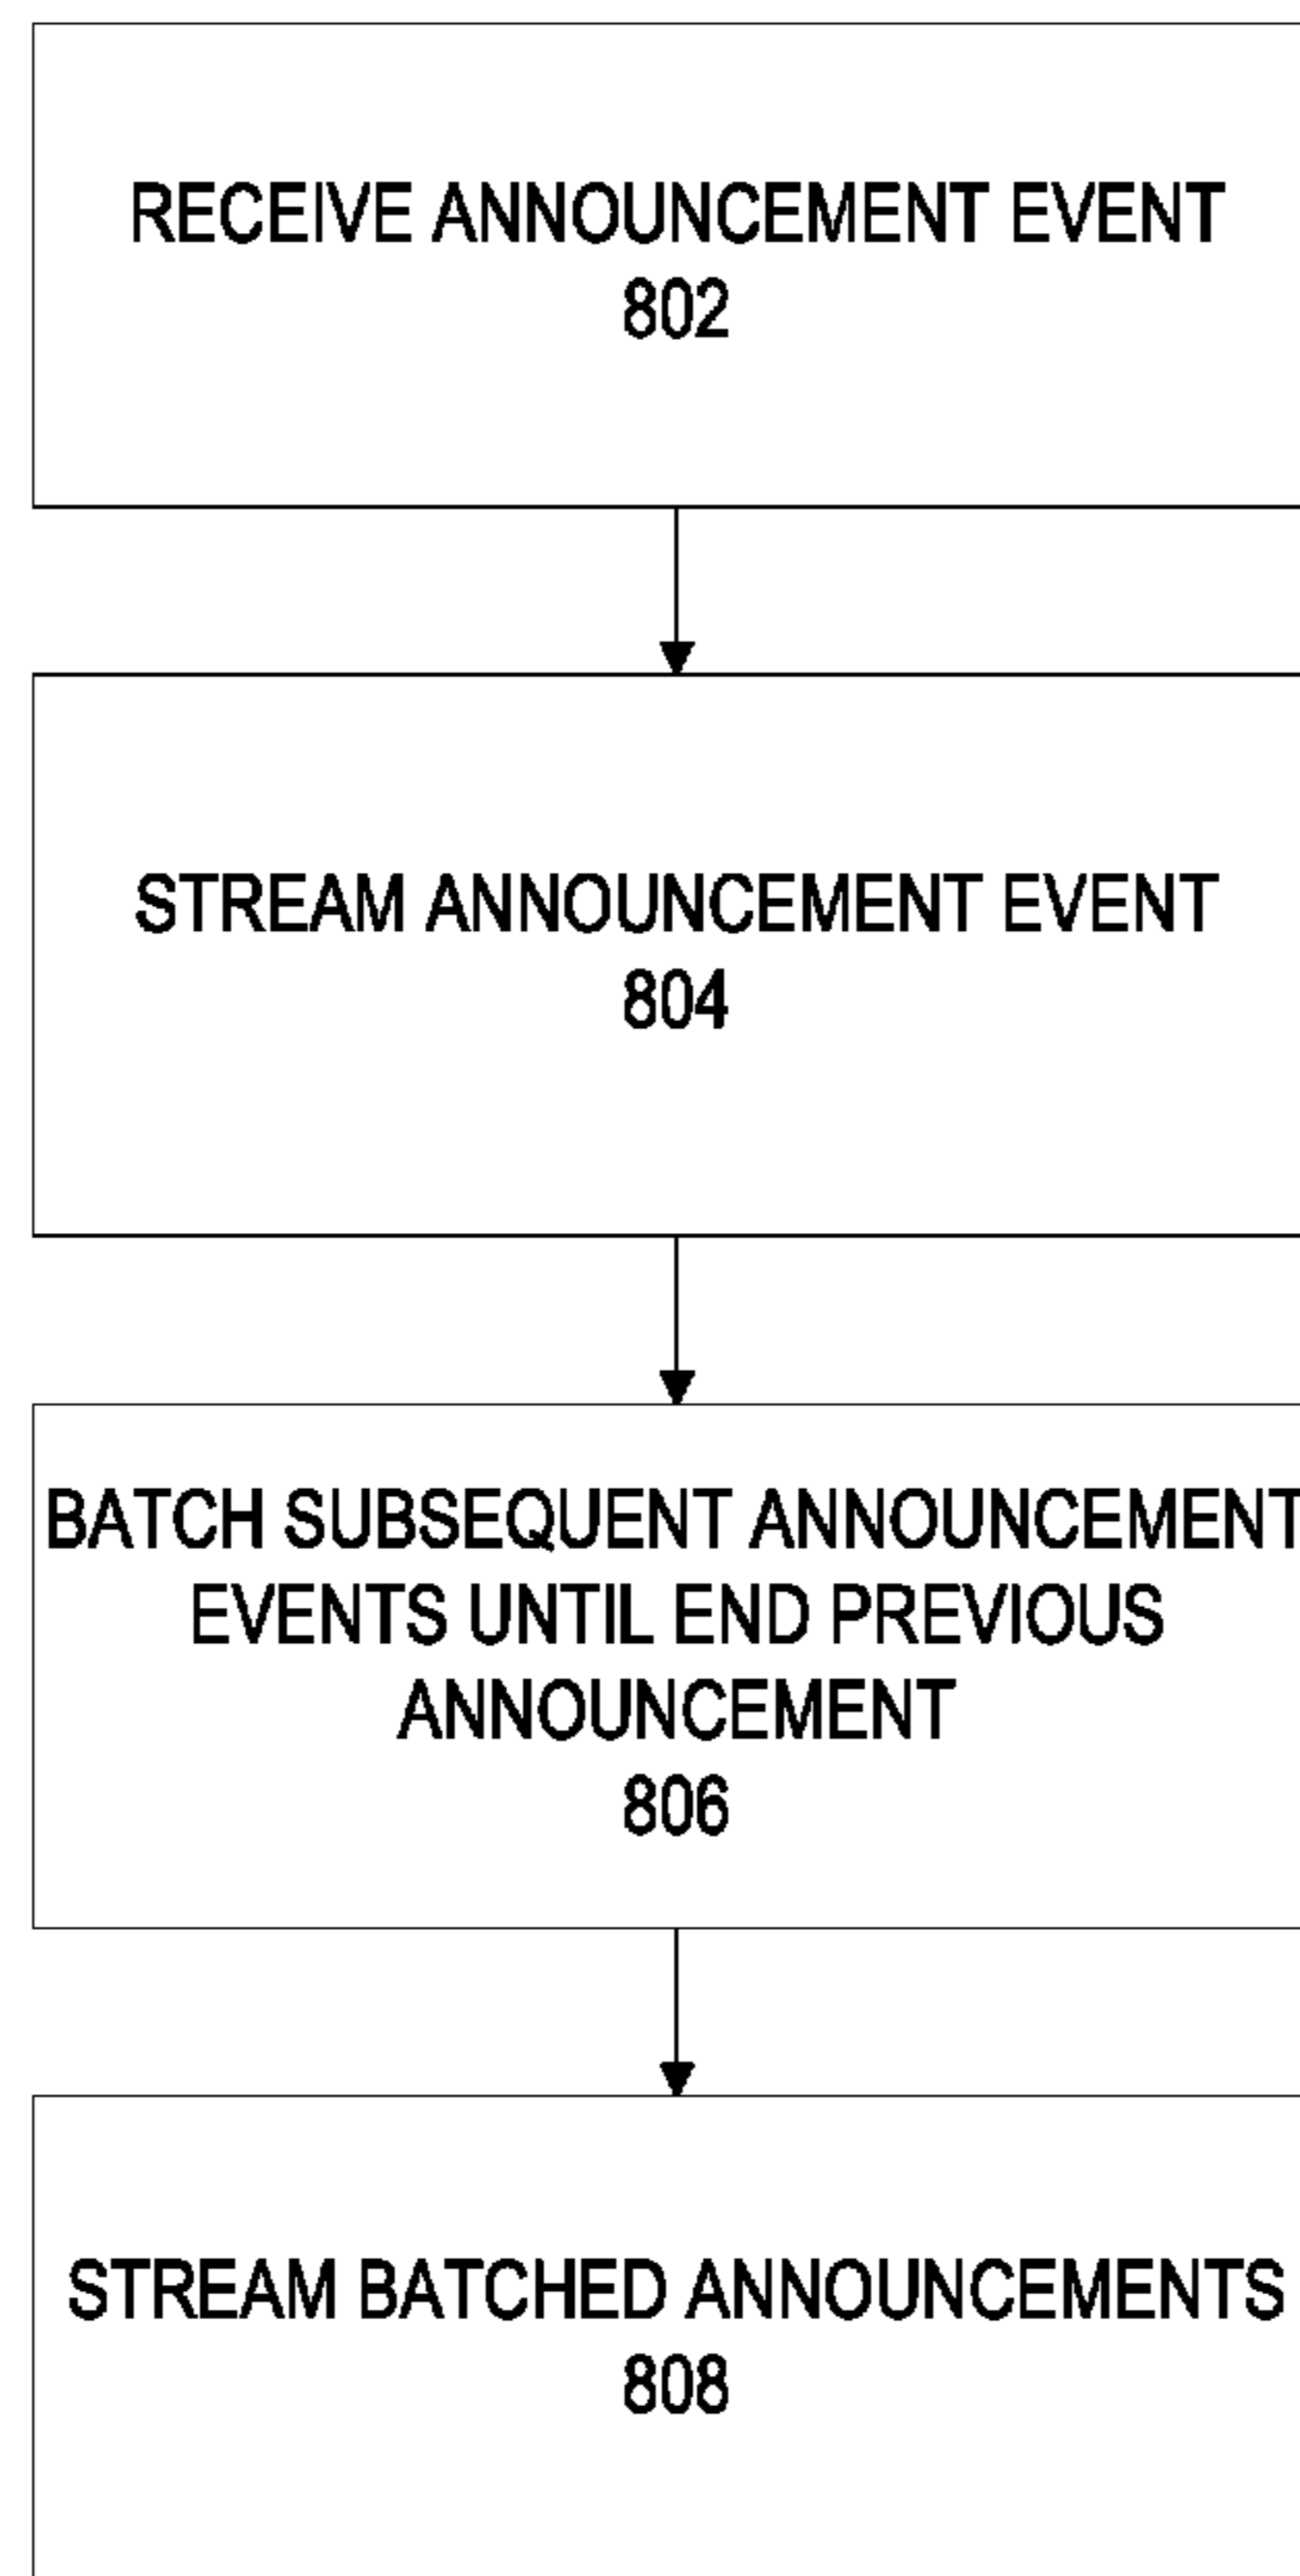 RECEIVE ANNOUNCEMENT EVENT
802
STREAM ANNOUNCEMENT EVENT
804
BATCH SUBSEQUENT ANNOUNCEMENT
EVENTS UNTIL END PREVIOUS
ANNOUNCEMENT
806
STREAM BATCHED ANNOUNCEMENTS
808